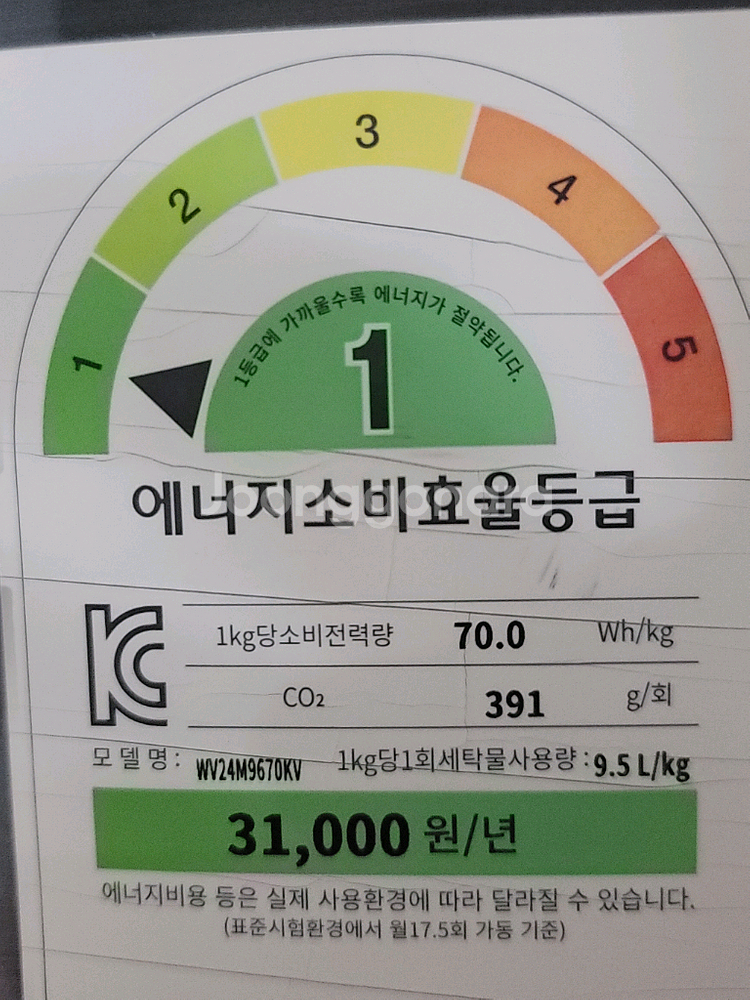 1
2
3
4
5
1등급에 가까울수록 에너지가 절약됩니다.
1
에너지소비효율등급
Joonggonara
1kg당소비전력량 70.0 Wh/kg
CO₂ 391 g/회
모델명: WV24M9670KV 1kg당1회세탁물사용량: 9.5 L/kg
31,000 원/년
에너지비용 등은 실제 사용환경에 따라 달라질 수 있습니다.
(표준시험환경에서 월17.5회 가동 기준)